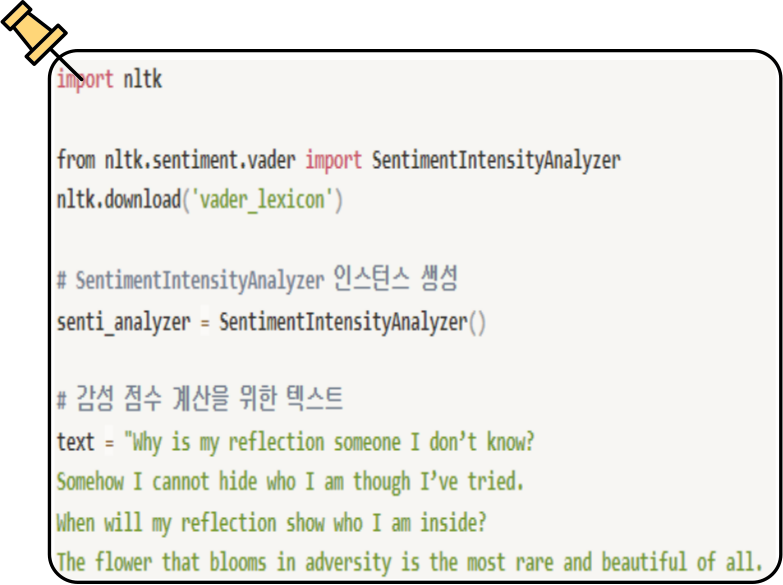 import nltk
from nltk.sentiment.vader import SentimentIntensityAnalyzer
nltk.download('vader_lexicon')
# SentimentIntensityAnalyzer 인스턴스 생성
senti_analyzer = SentimentIntensityAnalyzer()
# 감성 점수 계산을 위한 텍스트
text = "Why is my reflection someone I don’t know?
Somehow I cannot hide who I am though I’ve tried.
When will my reflection show who I am inside?
The flower that blooms in adversity is the most rare and beautiful of all.